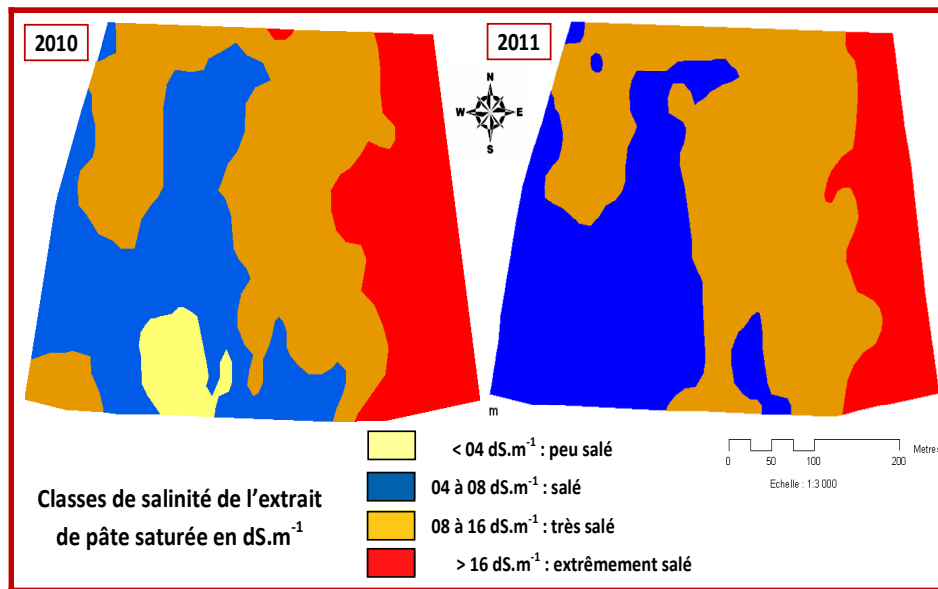 2010
2011
N
W E
S
m
< 04 dS.m⁻¹ : peu salé
04 à 08 dS.m⁻¹ : salé
08 à 16 dS.m⁻¹ : très salé
> 16 dS.m⁻¹ : extrêmement salé
Classes de salinité de l’extrait
de pâte saturée en dS.m⁻¹
Metres
0 50 100 200
Echelle : 1:3 000